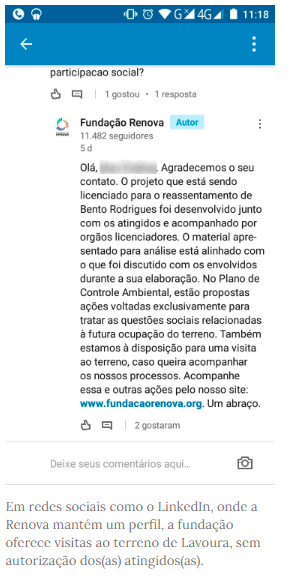 G 4G 11:18
participacao social?
1 gostou • 1 resposta
Fundação Renova Autor
11.482 seguidores
5 d
Olá, Agradecemos o seu
contato. O projeto que está sendo
licenciado para o reassentamento de
Bento Rodrigues foi desenvolvido junto
com os atingidos e acompanhado por
orgãos licenciadores. O material apre-
sentado para análise está alinhado com
o que foi discutido com os envolvidos
durante a sua elaboração. No Plano de
Controle Ambiental, estão propostas
ações voltadas exclusivamente para
tratar as questões sociais relacionadas
à futura ocupação do terreno. Também
estamos à disposição para uma visita
ao terreno, caso queira acompanhar
os nossos processos. Acompanhe
essa e outras ações pelo nosso site:
www.fundacaorenova.org. Um abraço.
2 gostaram
Deixe seus comentários aqui...
Em redes sociais como o LinkedIn, onde a
Renova mantém um perfil, a fundação
oferece visitas ao terreno de Lavoura, sem
autorização dos(as) atingidos(as).